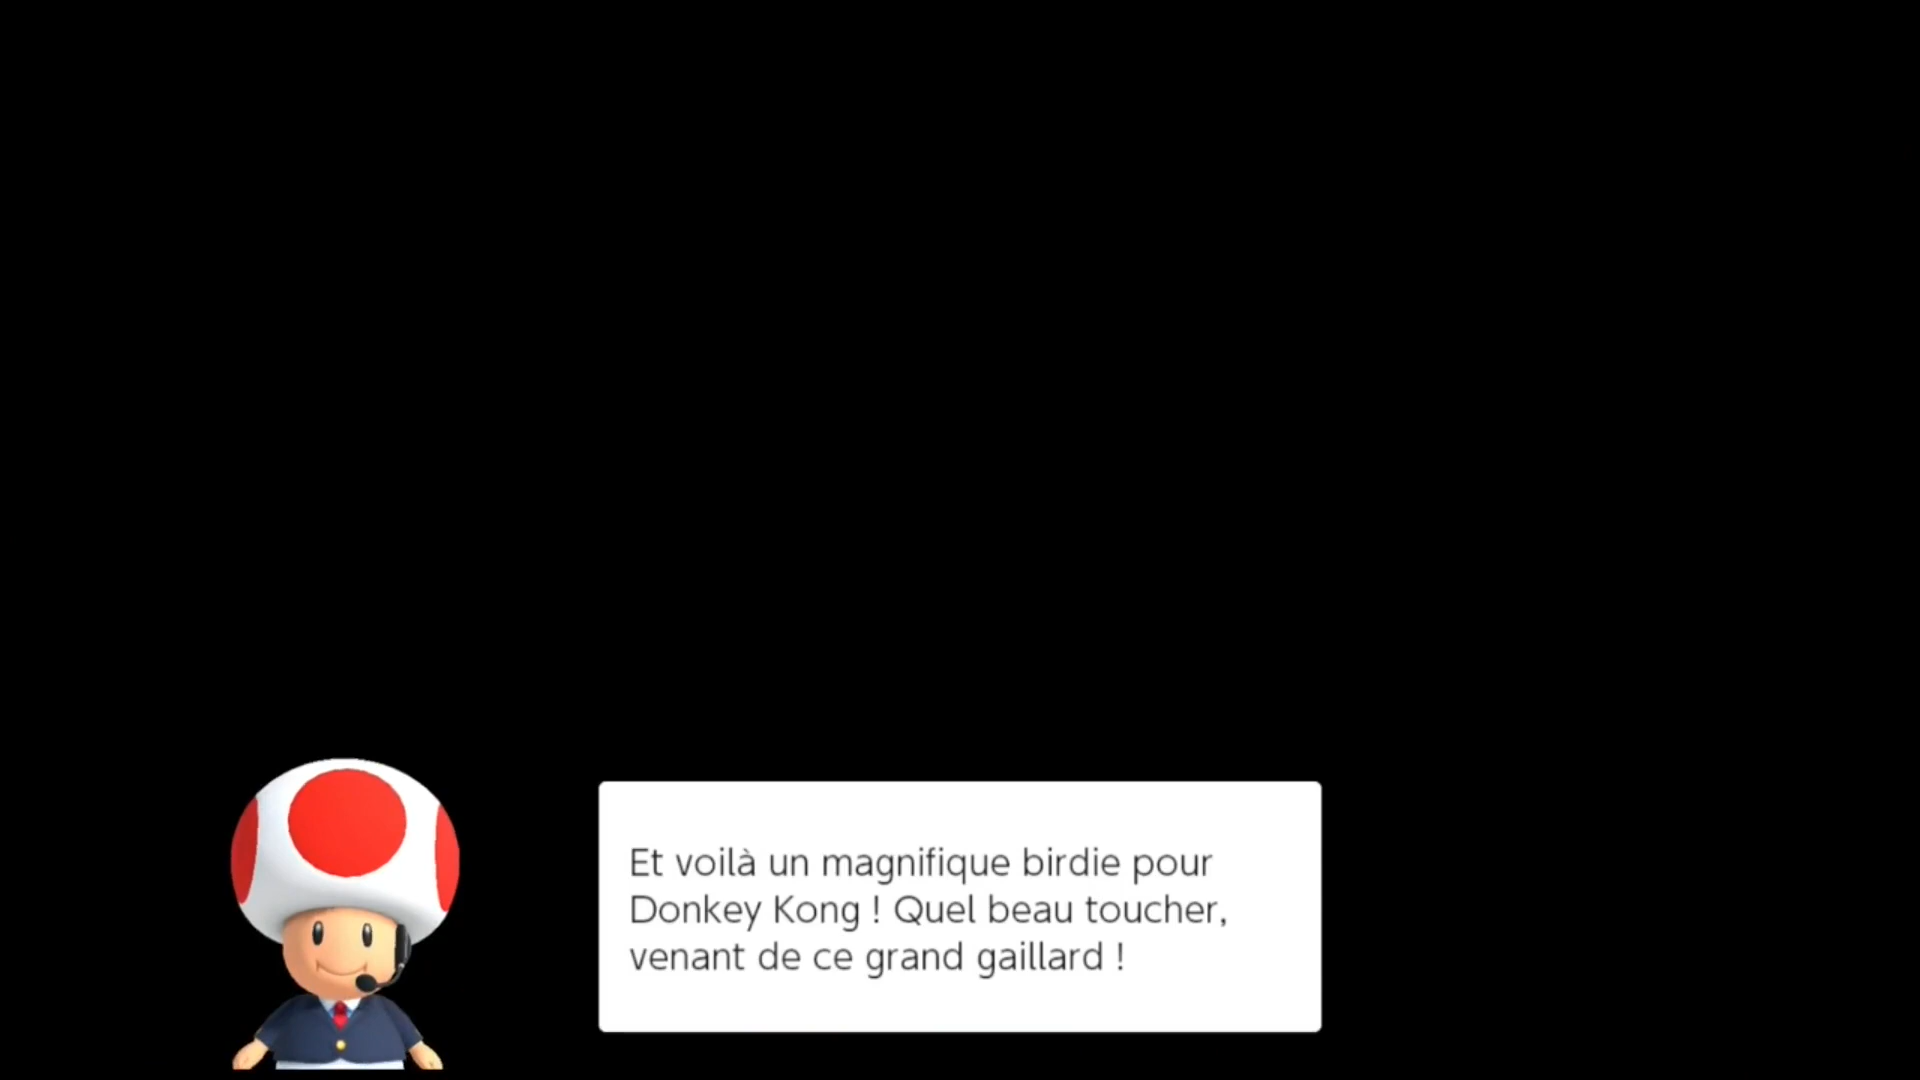 Et voilà un magnifique birdie pour
Donkey Kong ! Quel beau toucher,
venant de ce grand gaillard !